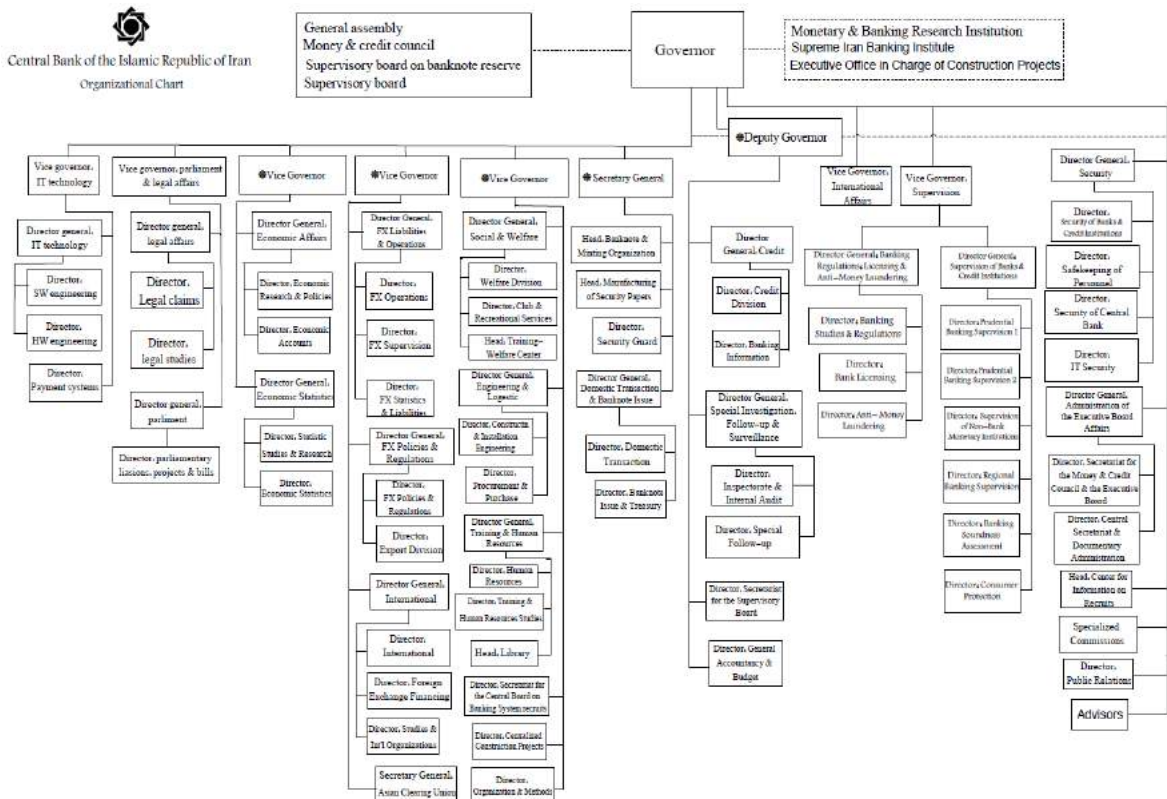 Central Bank of the Islamic Republic of Iran
Organizational Chart
General assembly
Money & credit council
Supervisory board on banknote reserve
Supervisory board
Governor
Monetary & Banking Research Institution
Supreme Iran Banking Institute
Executive Office in Charge of Construction Projects
Deputy Governor
Vice governor,
IT technology
Director general,
IT technology
Director,
SW engineering
Director,
HW engineering
Director,
Payment systems
Vice governor, parliament
& legal affairs
Director general,
legal affairs
Director,
Legal claims
Director,
legal studies
Director general,
parliment
Director, parliamentary
liasions, projects & bills
Vice Governor
Director General,
Economic Affairs
Director, Economic
Research & Policies
Director, Economic
Accounts
Director General,
Economic Statistics
Director, Statistic
Studies & Research
Director,
Economic Statistics
Vice Governor
Director General,
FX Liabilities
& Operations
Director,
FX Operations
Director,
FX Supervision
Director,
FX Statistics
& Liabilities
Director General,
FX Policies &
Regulations
Director,
FX Policies &
Regulations
Director,
Export Division
Director General,
International
Director,
International
Director, Foreign
Exchange Financing
Director, Studies &
Int'l Organizations
Secretary General,
Asian Clearing Union
Vice Governor
Director General,
Social & Welfare
Director,
Welfare Division
Director, Club &
Recreational Services
Head, Training-
Welfare Center
Director General,
Engineering &
Logestic
Director, Constructin,
& Installation
Engineering
Director,
Procurement &
Purchase
Director General,
Training & Human
Resources
Director, Human
Resources
Director, Training &
Human Resources Studies
Head, Library
Director, Secretariat for
the Central Board on
Banking System recruits
Director, Centralized
Construction Projects
Director,
Organization & Methods
Secretary General
Head, Banknote &
Minting Organization
Head, Manufacturing
of Security Papers
Director,
Security Guard
Director General,
Domestic Transaction
& Banknote Issue
Director, Domestic
Transaction
Director, Banknote
Issue & Treasury
Director
General, Credit
Director, Credit
Division
Director, Banking
Information
Director General,
Special Investigation,
Follow-up &
Surveillance
Director,
Inspectorate &
Internal Audit
Director, Special
Follow-up
Director, Secretariat
for the Supervisory
Board
Director, General
Accountancy &
Budget
Vice Governor,
International
Affairs
Vice Governor,
Supervision
Director General; Banking
Regulations, Licensing &
Anti-Money Laundering
Director; Banking
Studies & Regulations
Director;
Bank Licensing
Director; Anti-Money
Laundering
Director General;
Supervision of Banks &
Credit Institutions
Director; Prudential
Banking Supervision 1
Director; Prudential
Banking Supervision 2
Director; Supervision
of Non-Bank
Monetary Institutions
Director; Regional
Banking Supervision
Director; Banking
Soundness
Assessment
Director; Consumer
Protection
Director General,
Security
Director,
Security of Banks &
Credit Institutions
Director,
Safekeeping of
Personnel
Director,
Security of Central
Bank
Director,
IT Security
Director General,
Administration of
the Executive Board
Affairs
Director, Secretariat for
the Money & Credit
Council & the Executive
Board
Director, Central
Secretariat &
Documentary
Administration
Head, Center for
Information on
Recruits
Specialized
Commissions
Director,
Public Relations
Advisors